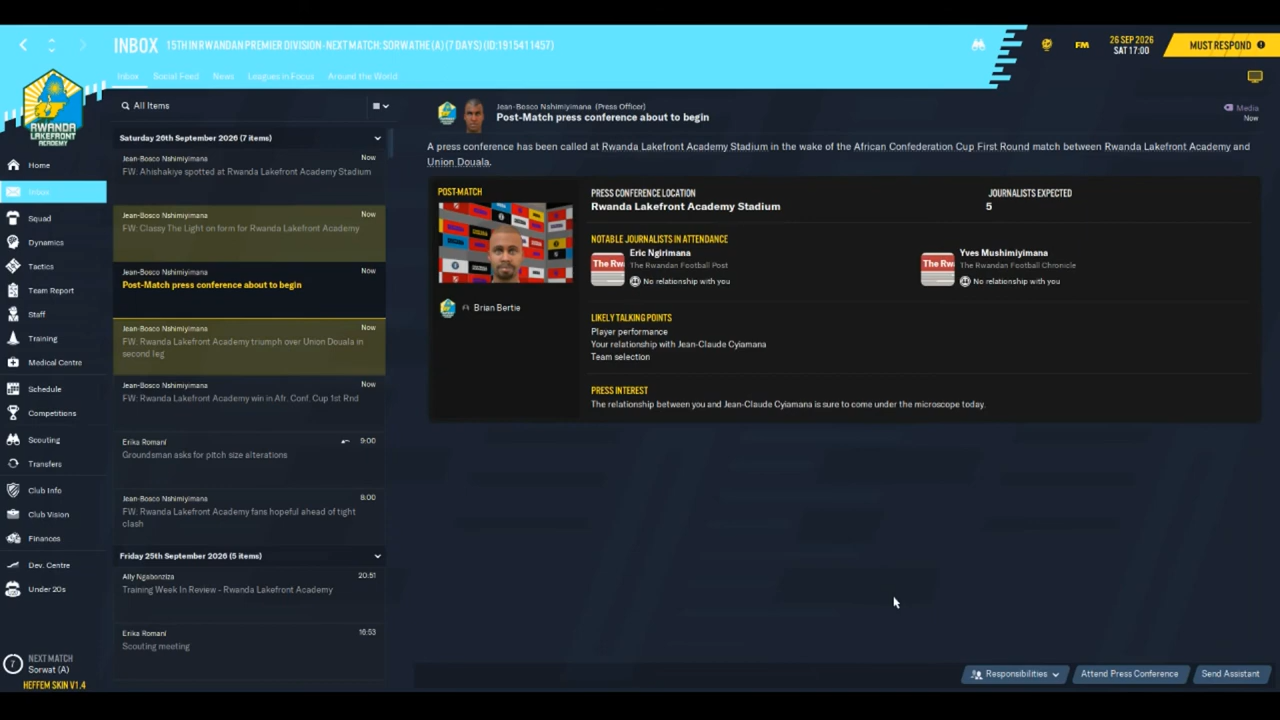 INBOX
15TH IN RWANDAN PREMIER DIVISION - NEXT MATCH: SORWATHE (A) (7 DAYS) (ID:1915411457)
FM
26 SEP 2026
SAT 17:00
MUST RESPOND
Inbox
Social Feed
News
Leagues in Focus
Around the World
RWANDA
LAKEFRONT
ACADEMY
Home
Inbox
Squad
Dynamics
Tactics
Team Report
Staff
Training
Medical Centre
Schedule
Competitions
Scouting
Transfers
Club Info
Club Vision
Finances
Dev. Centre
Under 20s
7
NEXT MATCH
Sorwat (A)
HEFFEM SKIN V1.4
All Items
Saturday 26th September 2026 (7 items)
Jean-Bosco Nshimiyimana Now
FW: Ahishakiye spotted at Rwanda Lakefront Academy Stadium
Jean-Bosco Nshimiyimana Now
FW: Classy The Light on form for Rwanda Lakefront Academy
Jean-Bosco Nshimiyimana Now
Post-Match press conference about to begin
Jean-Bosco Nshimiyimana Now
FW: Rwanda Lakefront Academy triumph over Union Douala in
second leg
Jean-Bosco Nshimiyimana Now
FW: Rwanda Lakefront Academy win in Afr. Conf. Cup 1st Rnd
Erika Romani 9:00
Groundsman asks for pitch size alterations
Jean-Bosco Nshimiyimana 8:00
FW: Rwanda Lakefront Academy fans hopeful ahead of tight
clash
Friday 25th September 2026 (5 items)
Ally Ngabonziza 20:51
Training Week In Review - Rwanda Lakefront Academy
Erika Romani 16:53
Scouting meeting
Jean-Bosco Nshimiyimana (Press Officer)
Post-Match press conference about to begin
Media
Now
A press conference has been called at Rwanda Lakefront Academy Stadium in the wake of the African Confederation Cup First Round match between Rwanda Lakefront Academy and
Union Douala.
POST-MATCH
Brian Bertie
PRESS CONFERENCE LOCATION
Rwanda Lakefront Academy Stadium
JOURNALISTS EXPECTED
5
NOTABLE JOURNALISTS IN ATTENDANCE
The Rw
Eric Ngirimana
The Rwandan Football Post
No relationship with you
The Rw
Yves Mushimiyimana
The Rwandan Football Chronicle
No relationship with you
LIKELY TALKING POINTS
Player performance
Your relationship with Jean-Claude Cyiamana
Team selection
PRESS INTEREST
The relationship between you and Jean-Claude Cyiamana is sure to come under the microscope today.
Responsibilities
Attend Press Conference
Send Assistant